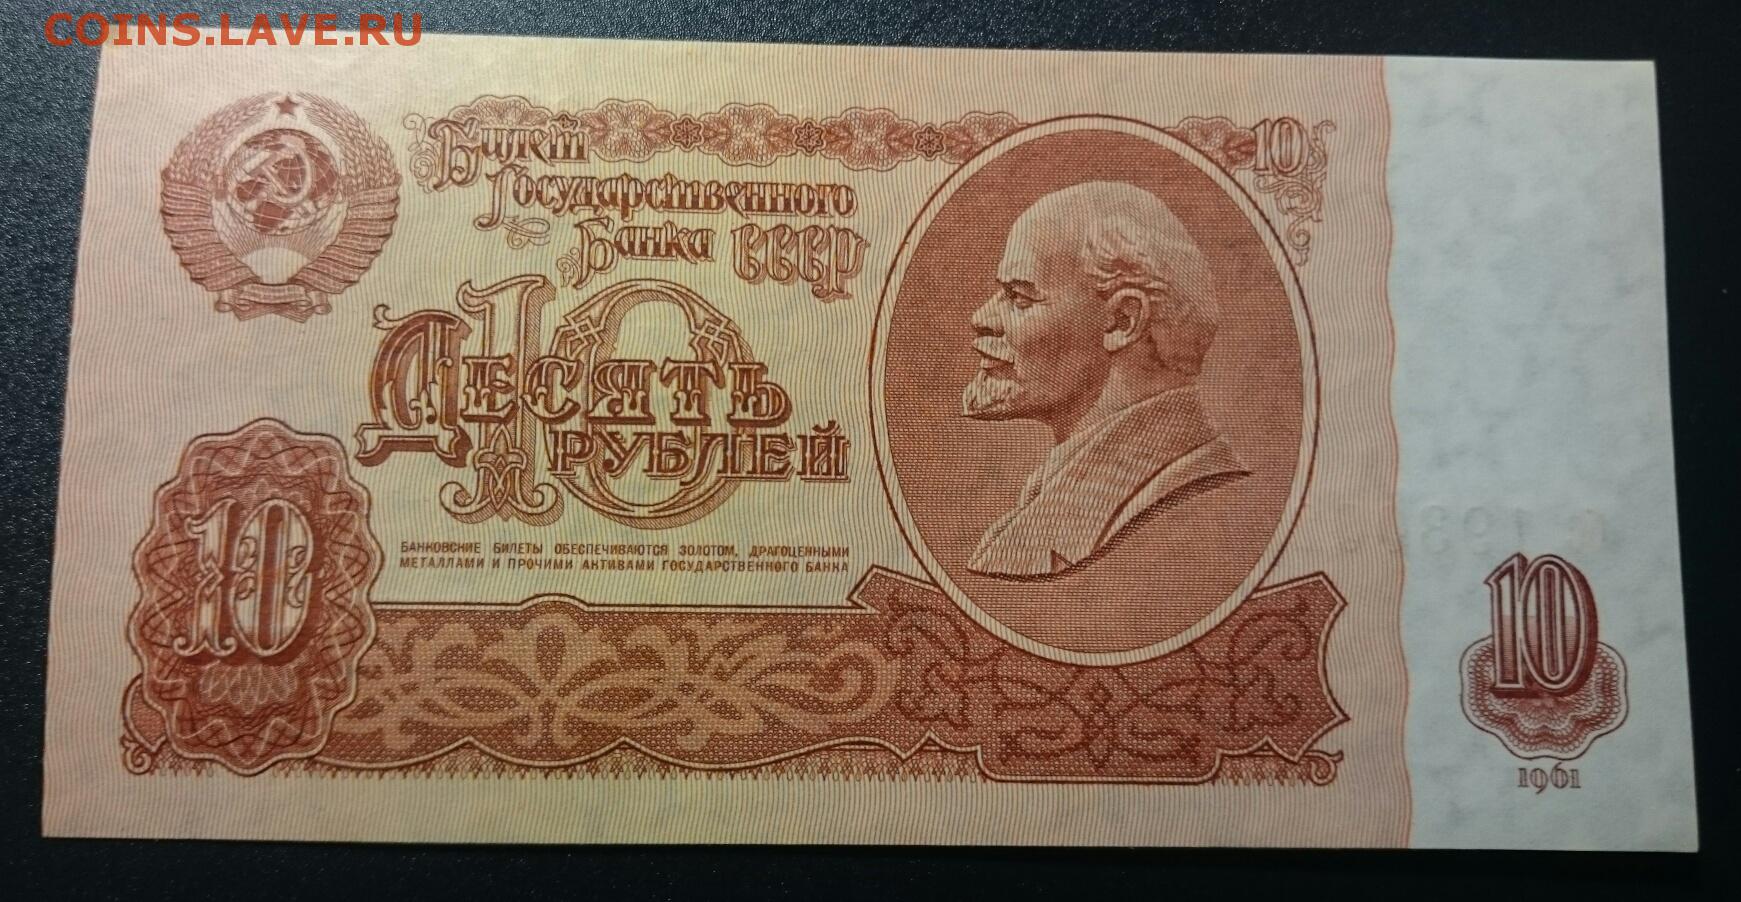 COINS.LAVE.RU
Билет
Государственного
Банка СССР
10
10
Десять
рублей
10
БАНКОВСКИЕ БИЛЕТЫ ОБЕСПЕЧИВАЮТСЯ ЗОЛОТОМ, ДРАГОЦЕННЫМИ
МЕТАЛЛАМИ И ПРОЧИМИ АКТИВАМИ ГОСУДАРСТВЕННОГО БАНКА
10
1961